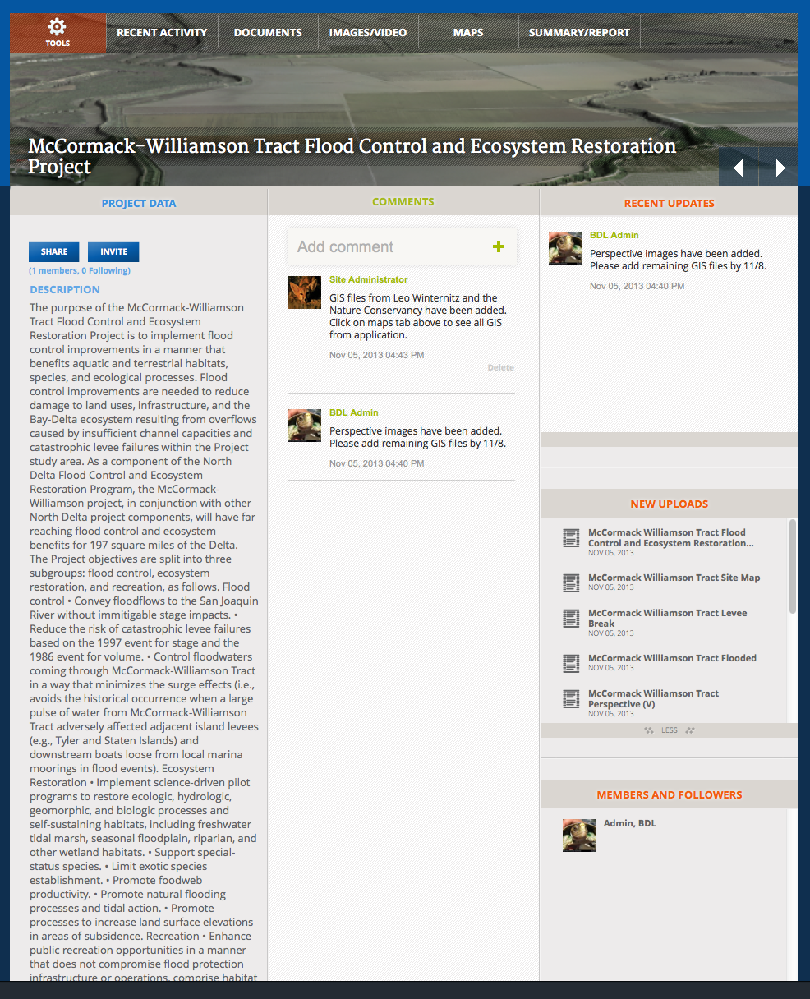 TOOLS
RECENT ACTIVITY
DOCUMENTS
IMAGES/VIDEO
MAPS
SUMMARY/REPORT
McCormack-Williamson Tract Flood Control and Ecosystem Restoration
Project
PROJECT DATA
SHARE
INVITE
(1 members, 0 Following)
DESCRIPTION
The purpose of the McCormack-Williamson
Tract Flood Control and Ecosystem
Restoration Project is to implement flood
control improvements in a manner that
benefits aquatic and terrestrial habitats,
species, and ecological processes. Flood
control improvements are needed to reduce
damage to land uses, infrastructure, and the
Bay-Delta ecosystem resulting from overflows
caused by insufficient channel capacities and
catastrophic levee failures within the Project
study area. As a component of the North
Delta Flood Control and Ecosystem
Restoration Program, the McCormack-
Williamson project, in conjunction with other
North Delta project components, will have far
reaching flood control and ecosystem
benefits for 197 square miles of the Delta.
The Project objectives are split into three
subgroups: flood control, ecosystem
restoration, and recreation, as follows. Flood
control • Convey floodflows to the San Joaquin
River without immitigable stage impacts. •
Reduce the risk of catastrophic levee failures
based on the 1997 event for stage and the
1986 event for volume. • Control floodwaters
coming through McCormack-Williamson Tract
in a way that minimizes the surge effects (i.e.,
avoids the historical occurrence when a large
pulse of water from McCormack-Williamson
Tract adversely affected adjacent island levees
(e.g., Tyler and Staten Islands) and
downstream boats loose from local marina
moorings in flood events). Ecosystem
Restoration • Implement science-driven pilot
programs to restore ecologic, hydrologic,
geomorphic, and biologic processes and
self-sustaining habitats, including freshwater
tidal marsh, seasonal floodplain, riparian, and
other wetland habitats. • Support special-
status species. • Limit exotic species
establishment. • Promote foodweb
productivity. • Promote natural flooding
processes and tidal action. • Promote
processes to increase land surface elevations
in areas of subsidence. Recreation • Enhance
public recreation opportunities in a manner
that does not compromise flood protection
infrastructure or operations, comprise habitat
COMMENTS
Add comment
Site Administrator
GIS files from Leo Winternitz and the
Nature Conservancy have been added.
Click on maps tab above to see all GIS
from application.
Nov 05, 2013 04:43 PM
Delete
BDL Admin
Perspective images have been added.
Please add remaining GIS files by 11/8.
Nov 05, 2013 04:40 PM
RECENT UPDATES
BDL Admin
Perspective images have been added.
Please add remaining GIS files by 11/8.
Nov 05, 2013 04:40 PM
NEW UPLOADS
McCormack Williamson Tract Flood
Control and Ecosystem Restoration...
NOV 05, 2013
McCormack Williamson Tract Site Map
NOV 05, 2013
McCormack Williamson Tract Levee
Break
NOV 05, 2013
McCormack Williamson Tract Flooded
NOV 05, 2013
McCormack Williamson Tract
Perspective (V)
NOV 05, 2013
LESS
MEMBERS AND FOLLOWERS
Admin, BDL